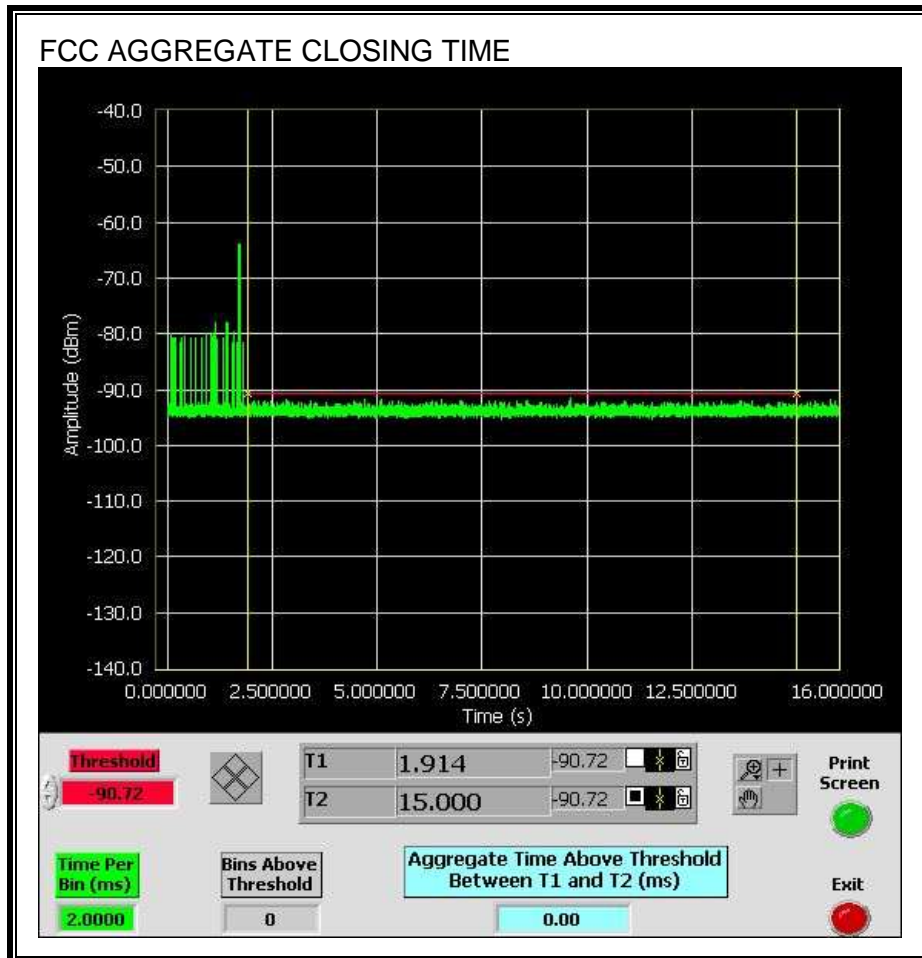 FCC AGGREGATE CLOSING TIME
-40.0
-50.0
-60.0
-70.0
-80.0
-90.0
-100.0
-110.0
-120.0
-130.0
-140.0
Amplitude (dBm)
0.000000 2.500000 5.000000 7.500000 10.000000 12.500000 16.000000
Time (s)
Threshold
-90.72
T1 1.914 -90.72
T2 15.000 -90.72
Print
Screen
Time Per
Bin (ms)
2.0000
Bins Above
Threshold
0
Aggregate Time Above Threshold
Between T1 and T2 (ms)
0.00
Exit